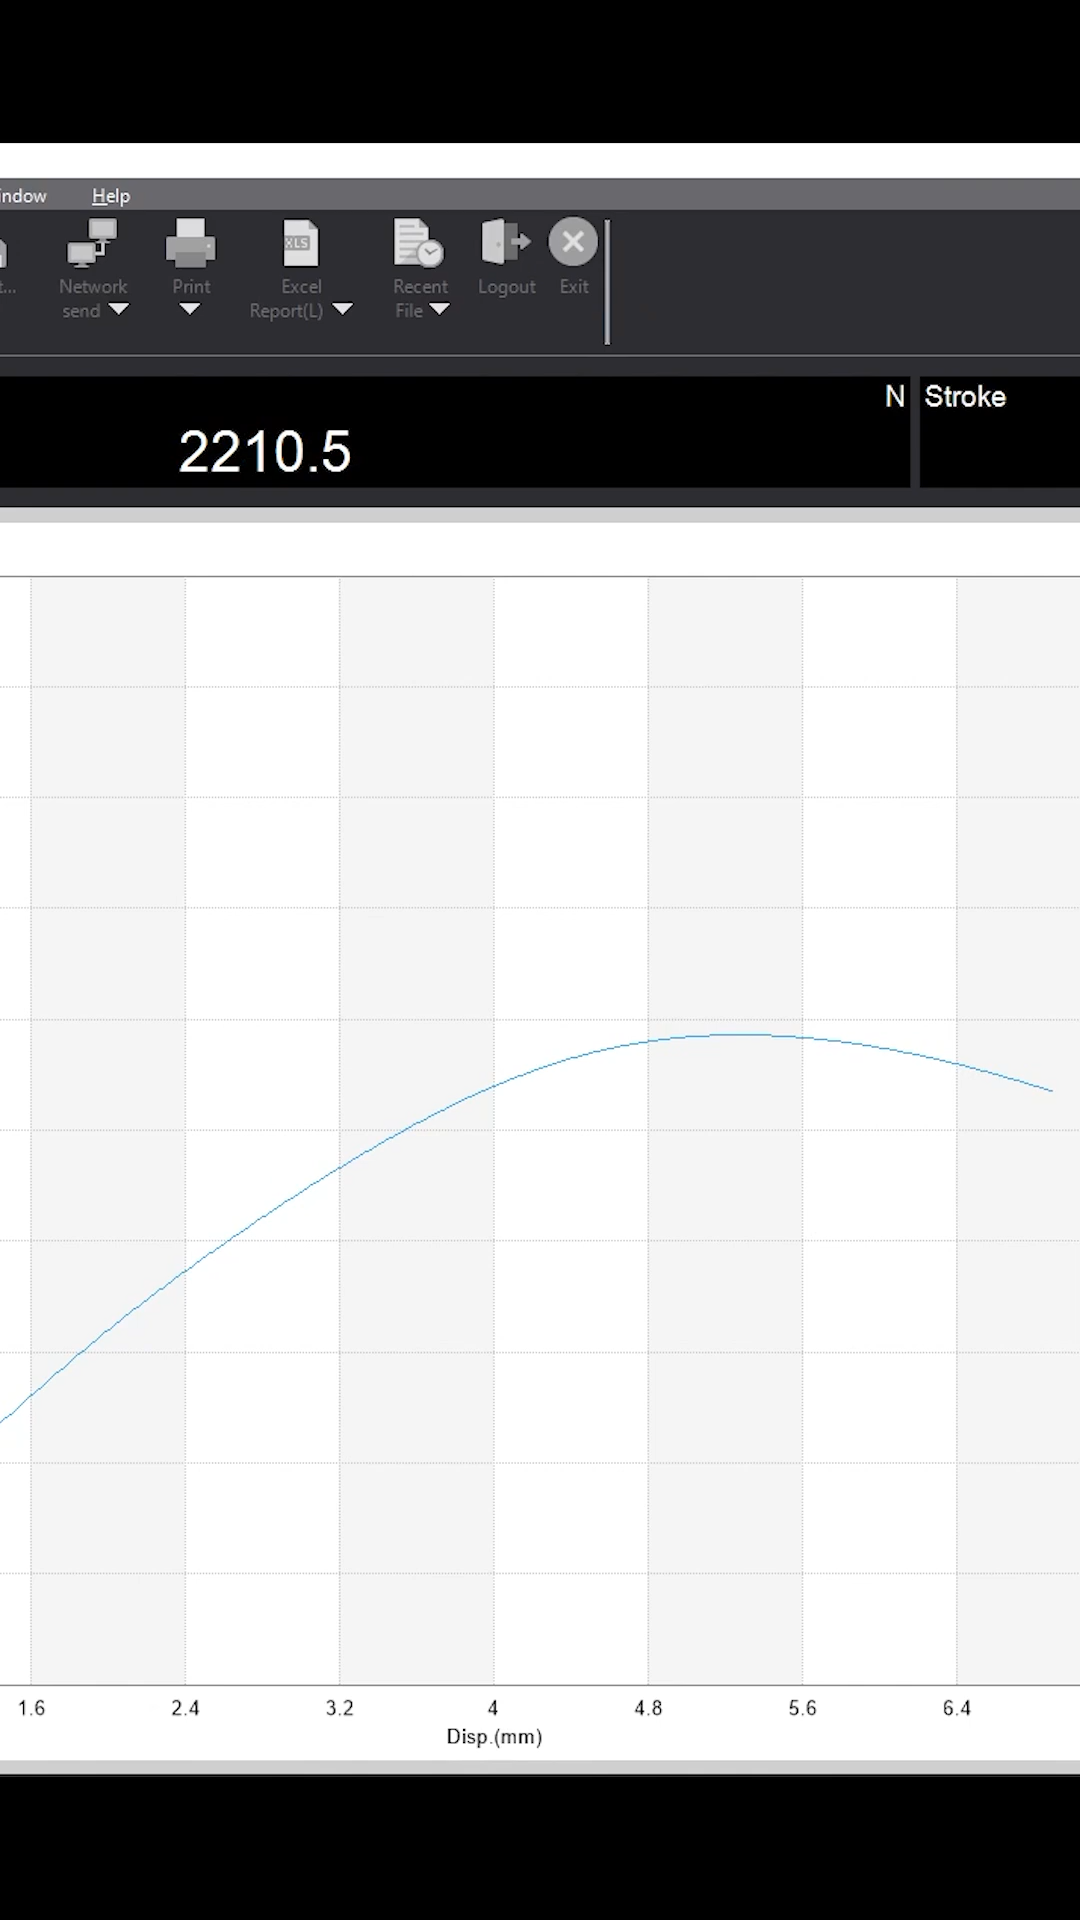 indow Help
t... Network send Print Excel Report(L) Recent File Logout Exit
XLS
N Stroke
2210.5
1.6 2.4 3.2 4 4.8 5.6 6.4
Disp.(mm)